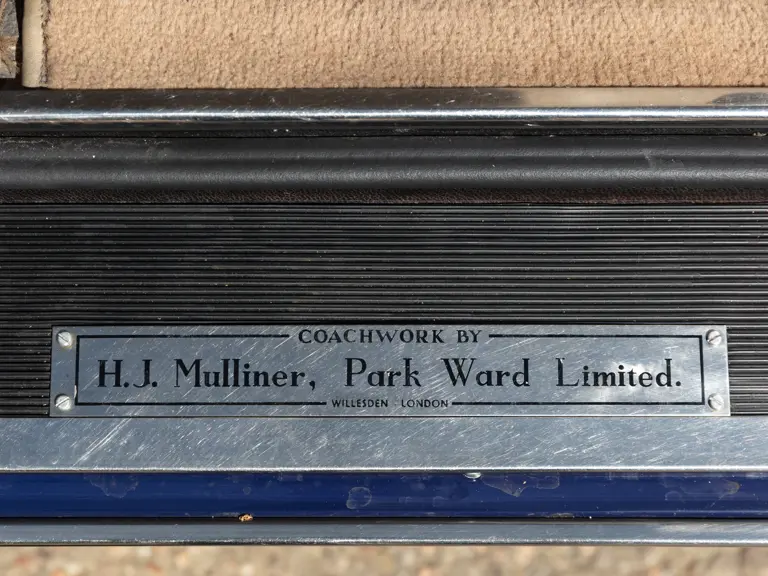 COACHWORK BY
H.J. Mulliner, Park Ward Limited.
WILLESDEN LONDON